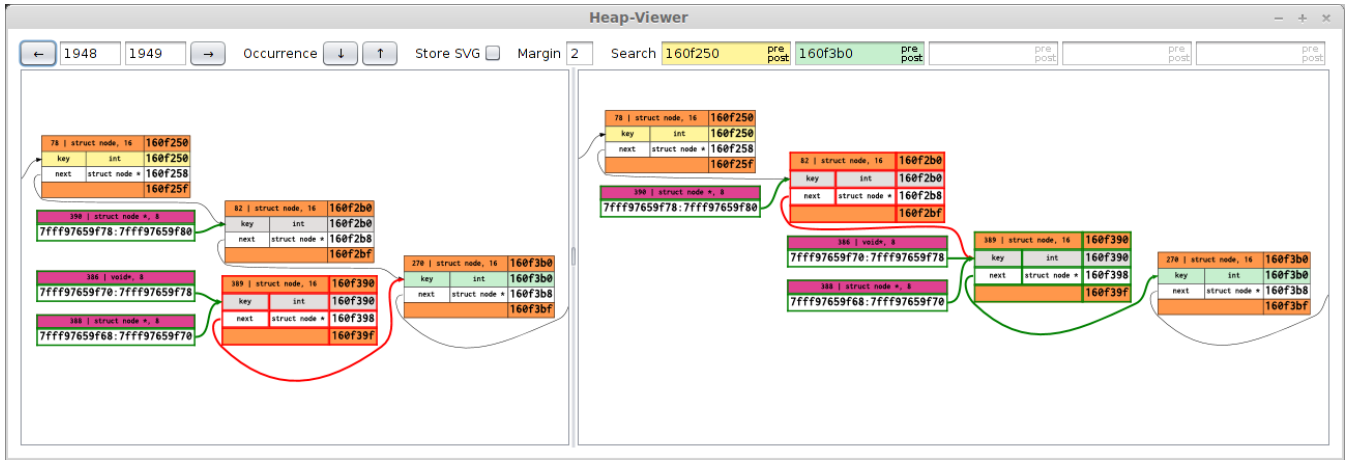 Heap-Viewer
← 1948 1949 → Occurrence ↓ ↑ Store SVG Margin 2 Search 160f250 pre post 160f3b0 pre post pre post pre post pre post
78 | struct node, 16 160f250
key int 160f250
next struct node * 160f258
160f25f
390 | struct node *, 8
7fff97659f78:7fff97659f80
82 | struct node, 16 160f2b0
key int 160f2b0
next struct node * 160f2b8
160f2bf
386 | void*, 8
7fff97659f70:7fff97659f78
388 | struct node *, 8
7fff97659f68:7fff97659f70
389 | struct node, 16 160f390
key int 160f390
next struct node * 160f398
160f39f
270 | struct node, 16 160f3b0
key int 160f3b0
next struct node * 160f3b8
160f3bf
78 | struct node, 16 160f250
key int 160f250
next struct node * 160f258
160f25f
390 | struct node *, 8
7fff97659f78:7fff97659f80
82 | struct node, 16 160f2b0
key int 160f2b0
next struct node * 160f2b8
160f2bf
386 | void*, 8
7fff97659f70:7fff97659f78
388 | struct node *, 8
7fff97659f68:7fff97659f70
389 | struct node, 16 160f390
key int 160f390
next struct node * 160f398
160f39f
270 | struct node, 16 160f3b0
key int 160f3b0
next struct node * 160f3b8
160f3bf